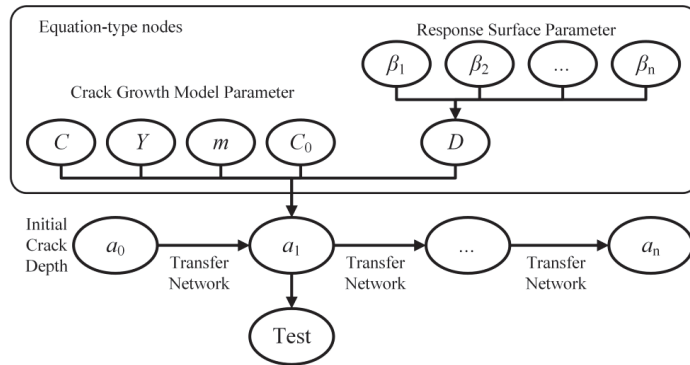 Equation-type nodes
Response Surface Parameter
β1 β2 ... βn
Crack Growth Model Parameter
C Y m C0 D
Initial
Crack
Depth
a0 a1 ... an
Transfer
Network
Transfer
Network
Transfer
Network
Test